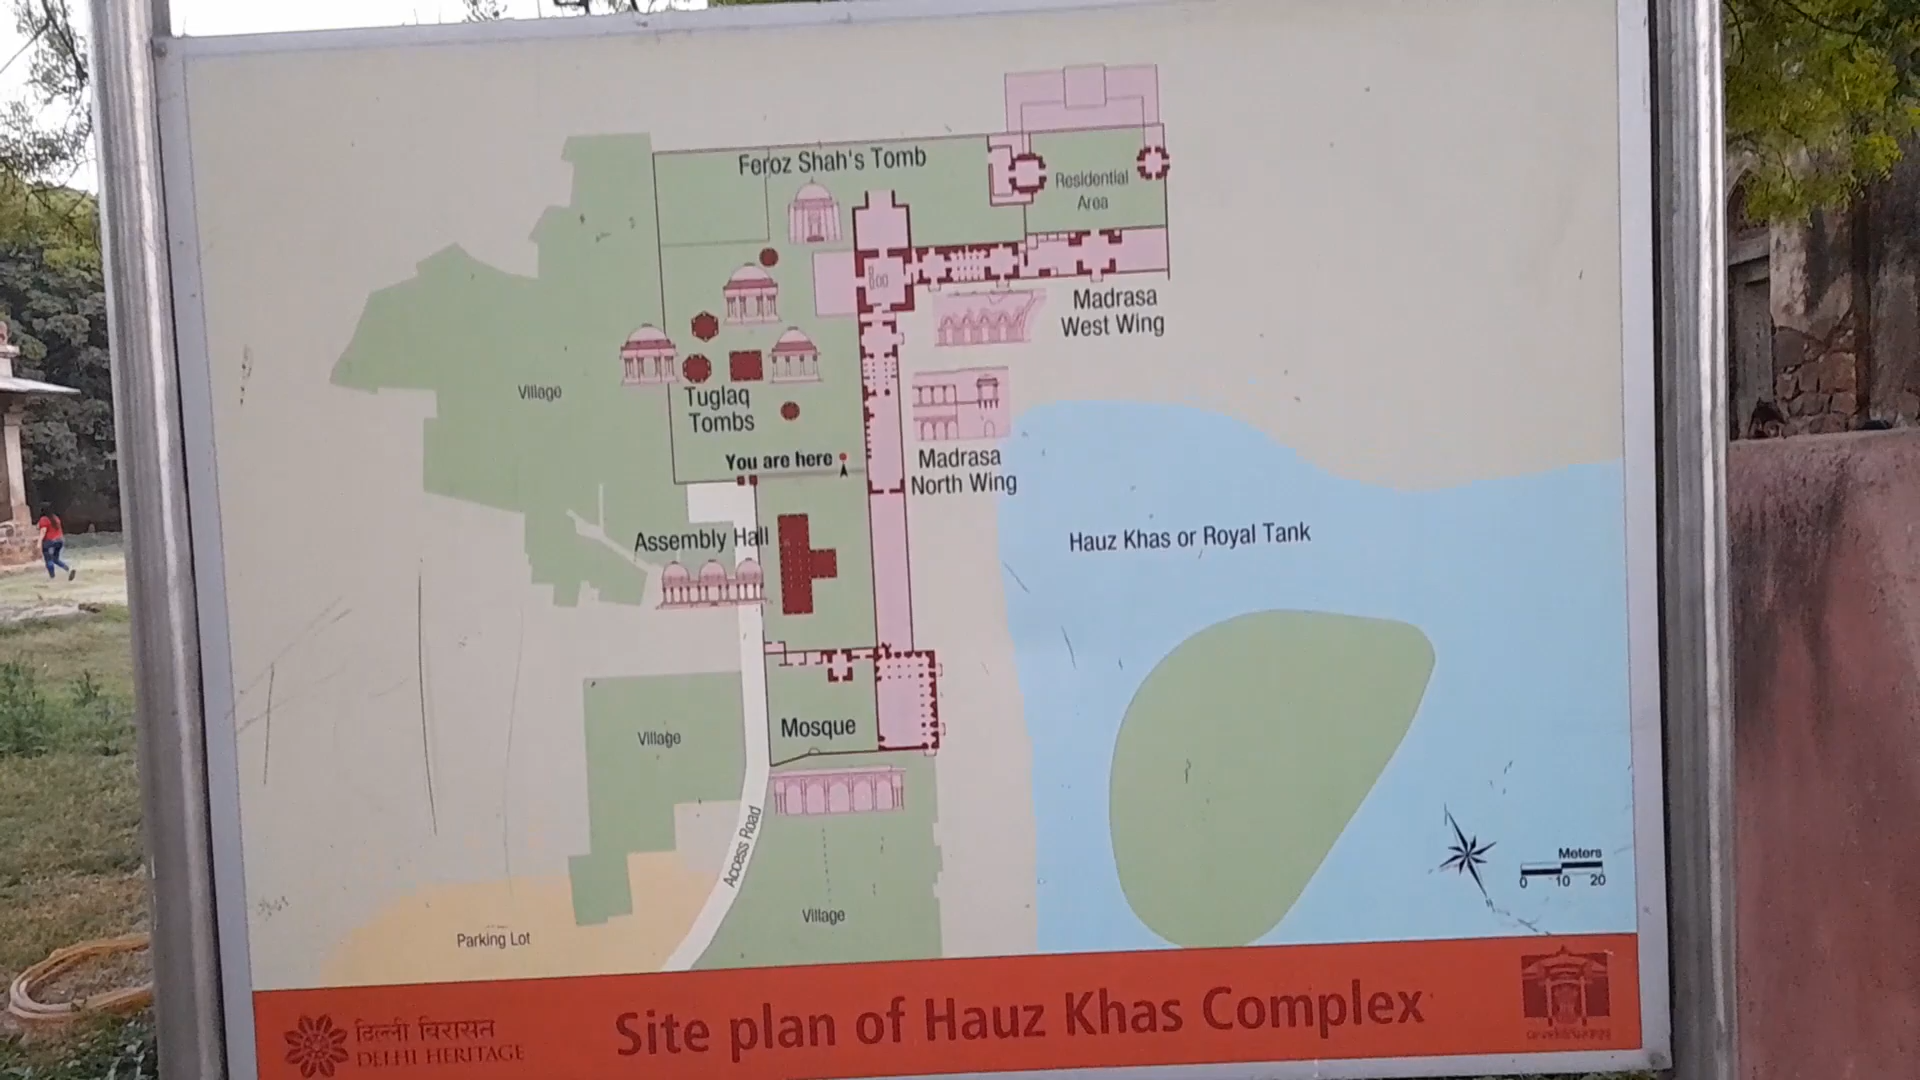 Feroz Shah's Tomb
Residential
Area
Madrasa
West Wing
Village
Tuglaq
Tombs
You are here
Madrasa
North Wing
Assembly Hall
Hauz Khas or Royal Tank
Village
Mosque
Access Road
Meters
0 10 20
Village
Parking Lot
दिल्ली विरासत
DELHI HERITAGE
Site plan of Hauz Khas Complex